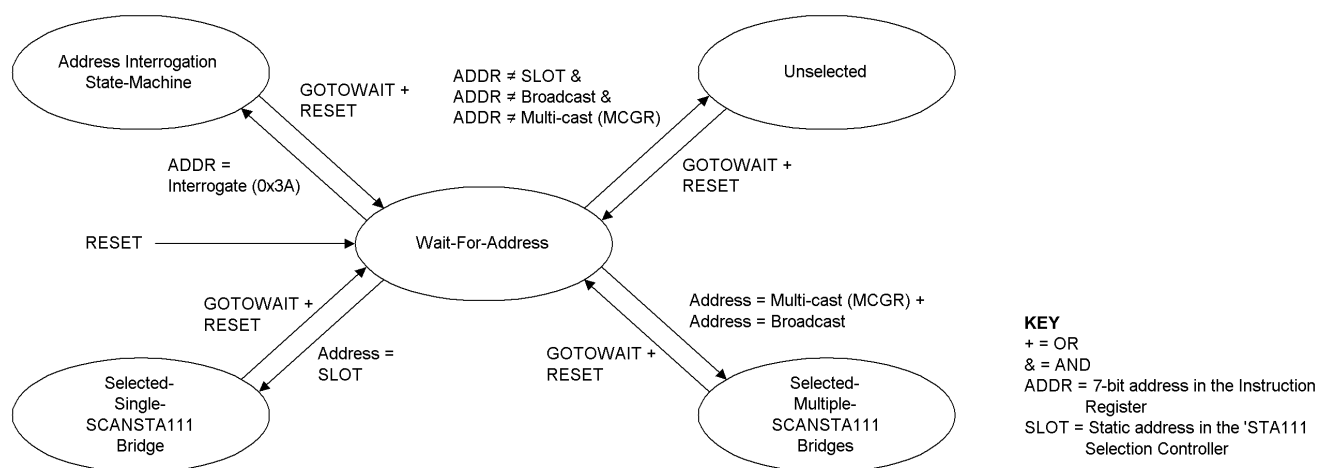 Address Interrogation
State-Machine
GOTOWAIT +
RESET
ADDR =
Interrogate (0x3A)
ADDR ≠ SLOT &
ADDR ≠ Broadcast &
ADDR ≠ Multi-cast (MCGR)
Unselected
GOTOWAIT +
RESET
RESET
Wait-For-Address
GOTOWAIT +
RESET
Address =
SLOT
Selected-
Single-
SCANSTA111
Bridge
GOTOWAIT +
RESET
Address = Multi-cast (MCGR) +
Address = Broadcast
Selected-
Multiple-
SCANSTA111
Bridges
KEY
+ = OR
& = AND
ADDR = 7-bit address in the Instruction
Register
SLOT = Static address in the 'STA111
Selection Controller